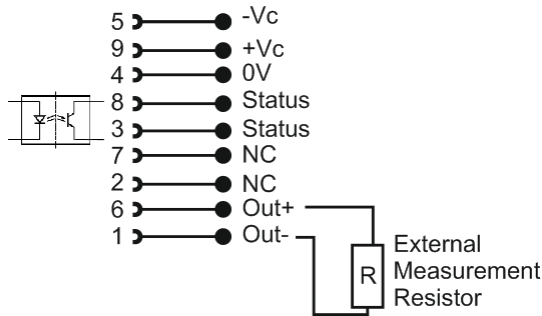 5 -Vc
9 +Vc
4 0V
8 Status
3 Status
7 NC
2 NC
6 Out+
1 Out-
R
External
Measurement
Resistor